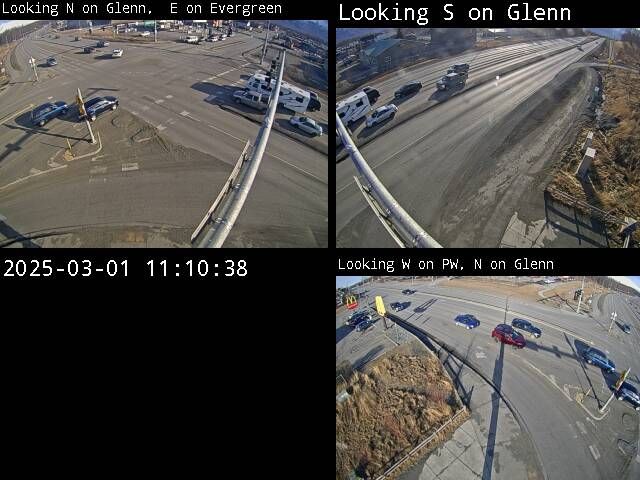 Looking N on Glenn, E on Evergreen
Looking S on Glenn
2025-03-01 11:10:38
Looking W on PW, N on Glenn